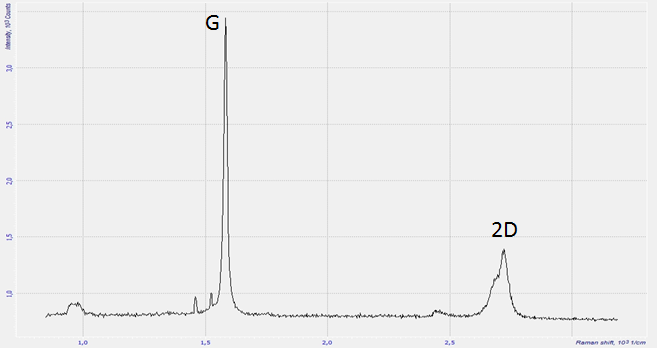 Intensity, 10³ Counts
G
3,0
2,5
2,0
1,5
2D
1,0
1,0 1,5 2,0 2,5 Raman shift, 10³ 1/cm